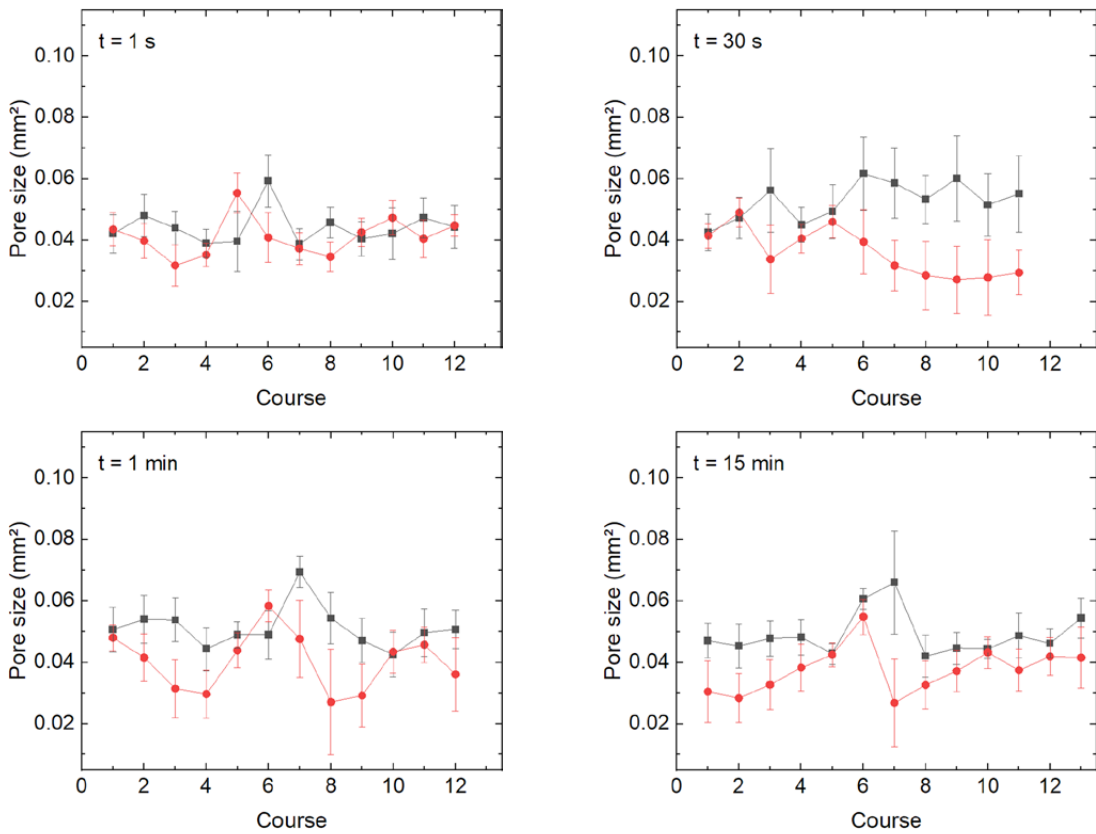 t = 1 s
Pore size (mm²)
0.10
0.08
0.06
0.04
0.02
0 2 4 6 8 10 12
Course
t = 30 s
Pore size (mm²)
0.10
0.08
0.06
0.04
0.02
0 2 4 6 8 10 12
Course
t = 1 min
Pore size (mm²)
0.10
0.08
0.06
0.04
0.02
0 2 4 6 8 10 12
Course
t = 15 min
Pore size (mm²)
0.10
0.08
0.06
0.04
0.02
0 2 4 6 8 10 12
Course